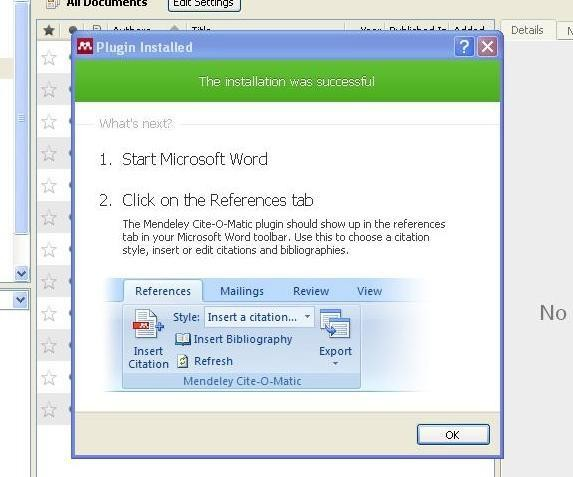 All Documents
Edit Settings
Authors Title Year Published In Added
Details
Plugin Installed
The installation was successful
What's next?
1. Start Microsoft Word
2. Click on the References tab
The Mendeley Cite-O-Matic plugin should show up in the references
tab in your Microsoft Word toolbar. Use this to choose a citation
style, insert or edit citations and bibliographies.
References Mailings Review View
Style: Insert a citation...
Insert Bibliography
Insert
Citation
Refresh
Export
Mendeley Cite-O-Matic
No
OK